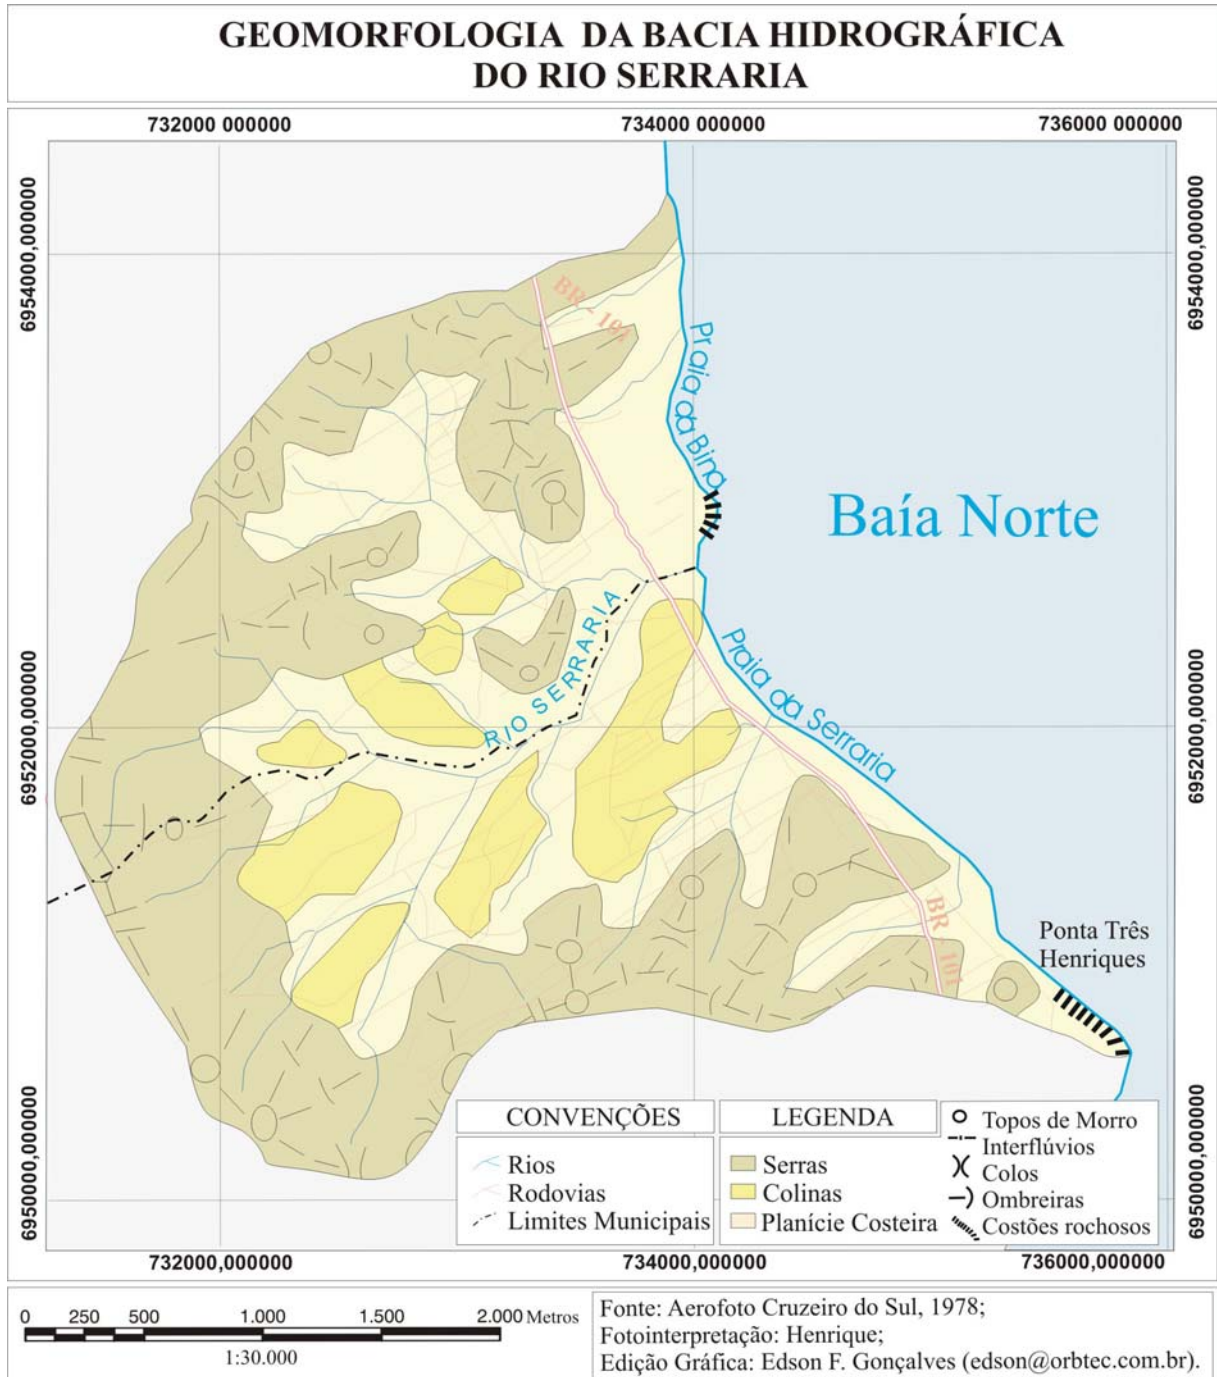 GEOMORFOLOGIA DA BACIA HIDROGRÁFICA
DO RIO SERRARIA
732000 000000
734000 000000
736000 000000
6954000,000000
6954000,000000
BR - 101
Praia da Bina
Baía Norte
RIO SERRARIA
Praia da Serraria
6952000,000000
6952000,000000
BR - 101
Ponta Três
Henriques
6950000,000000
6950000,000000
CONVENÇÕES
Rios
Rodovias
Limites Municipais
LEGENDA
Serras
Colinas
Planície Costeira
Topos de Morro
Interflúvios
Colos
Ombreiras
Costões rochosos
732000,000000
734000,000000
736000 000000
0 250 500 1.000 1.500 2.000 Metros
1:30.000
Fonte: Aerofoto Cruzeiro do Sul, 1978;
Fotointerpretação: Henrique;
Edição Gráfica: Edson F. Gonçalves (edson@orbtec.com.br).